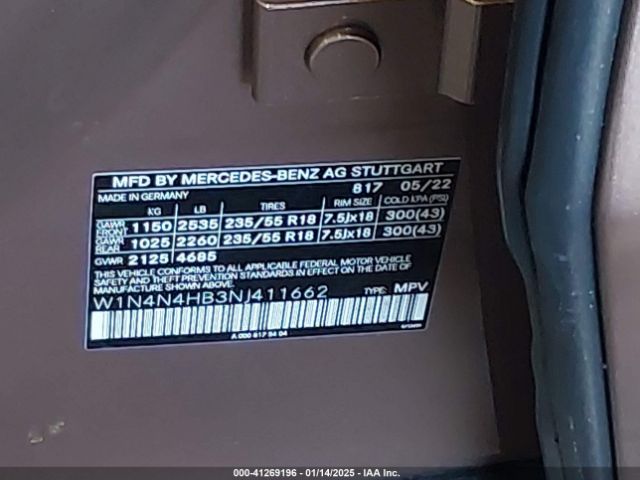 MFD BY MERCEDES-BENZ AG STUTTGART
MADE IN GERMANY 817 05/22
KG LB TIRES RIM SIZE COLD KPA (PSI)
GAWR FRONT 1150 2535 235/55 R18 7.5Jx18 300(43)
GAWR REAR 1025 2260 235/55 R18 7.5Jx18 300(43)
GVWR 2125 4685
THIS VEHICLE CONFORMS TO ALL APPLICABLE FEDERAL MOTOR VEHICLE
SAFETY AND THEFT PREVENTION STANDARDS IN EFFECT ON THE DATE OF
MANUFACTURE SHOWN ABOVE.
W1N4N4HB3NJ411662 TYPE: MPV
A 000 817 34 04
000-41269196 - 01/14/2025 - IAA Inc.